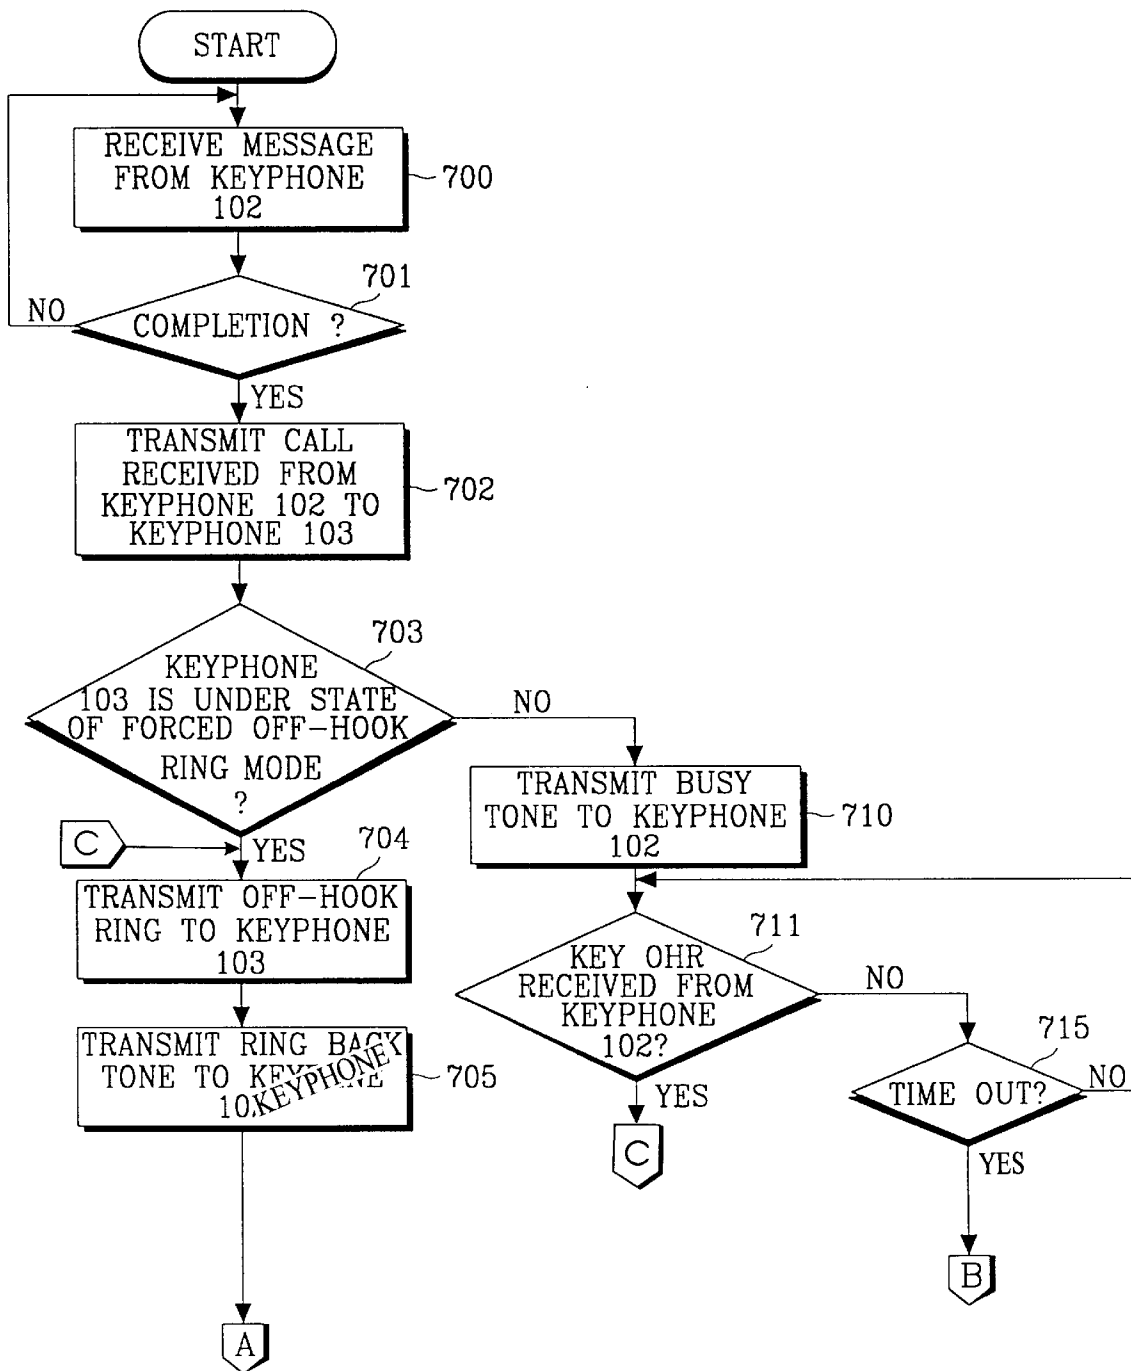 START
RECEIVE MESSAGE
FROM KEYPHONE
102
700
701
NO
COMPLETION ?
YES
TRANSMIT CALL
RECEIVED FROM
KEYPHONE 102 TO
KEYPHONE 103
702
703
KEYPHONE
103 IS UNDER STATE
OF FORCED OFF-HOOK
RING MODE
?
NO
C
YES
704
TRANSMIT OFF-HOOK
RING TO KEYPHONE
103
TRANSMIT RING BACK
TONE TO
KEYPHONE
705
A
TRANSMIT BUSY
TONE TO KEYPHONE
102
710
711
KEY OHR
RECEIVED FROM
KEYPHONE
102?
NO
YES
C
715
TIME OUT?
NO
YES
B